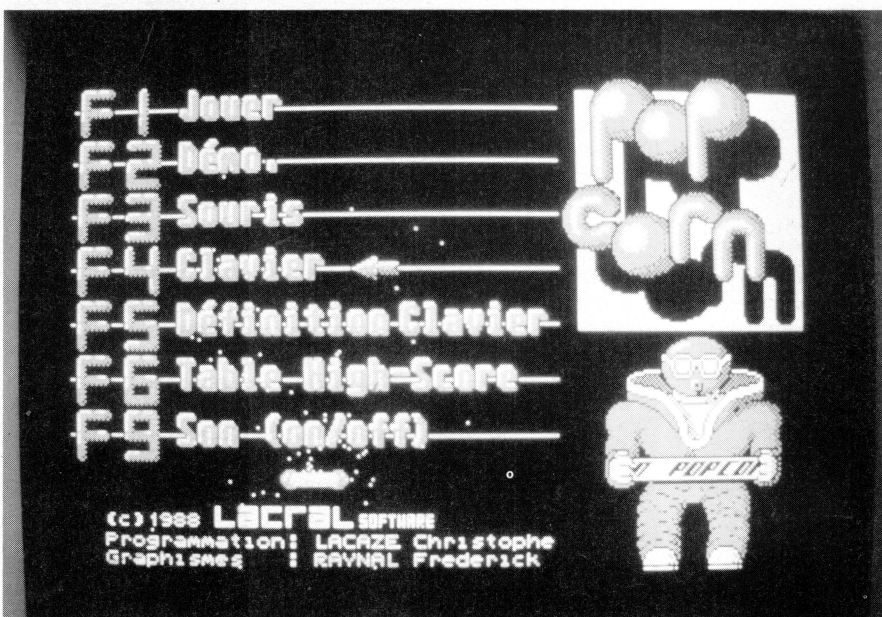 F1 Jouer
F2 Démo.
F3 Souris
F4 Clavier
F5 Définition Clavier
F6 Table High-Score
F9 Son (on/off)
(c) 1988 Lacral SOFTWARE
Programmation: LACAZE Christophe
Graphismes : RAYNAL Frederick
Pop
Corn
POPCO